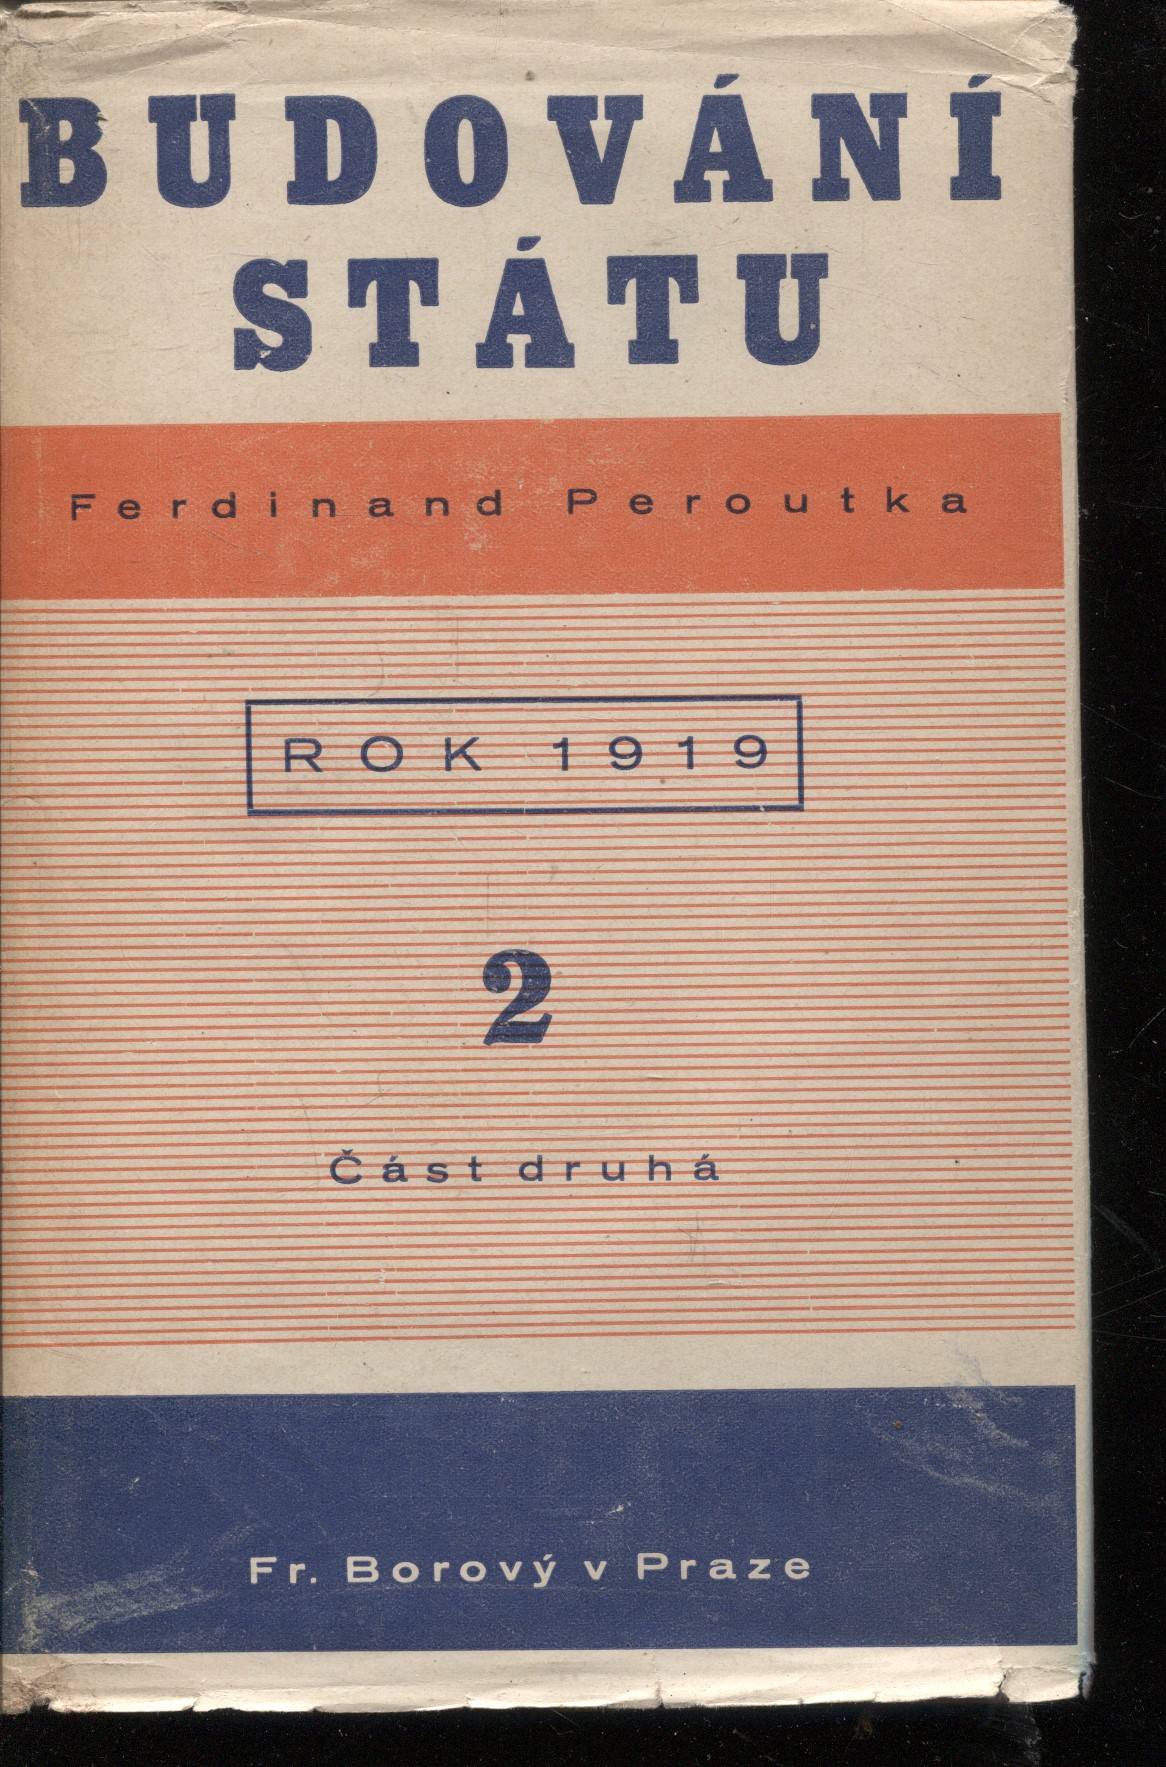 BUDOVÁNÍ
STÁTU
Ferdinand Peroutka
ROK 1919
2
Část druhá
Fr. Borový v Praze